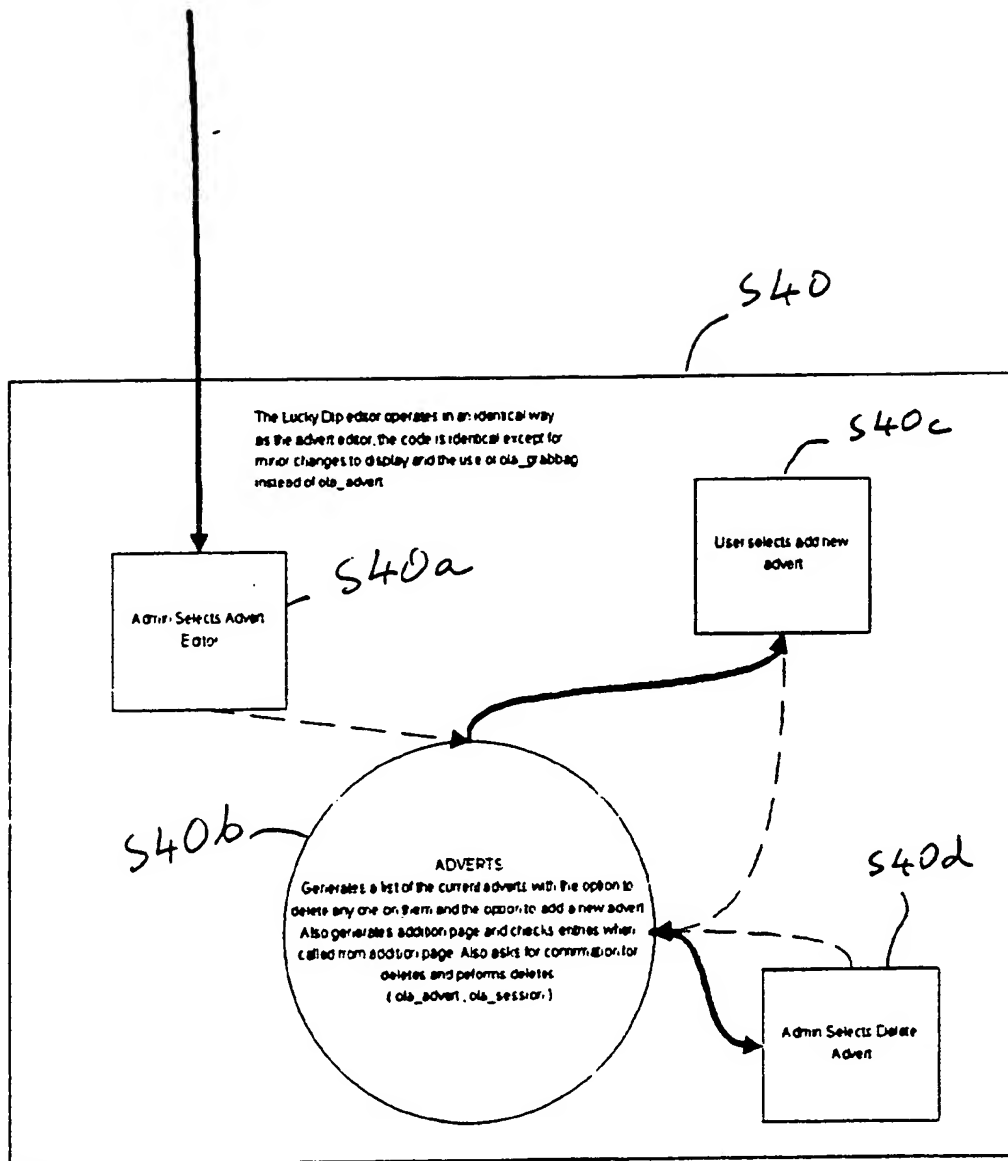 S40
The Lucky Dip editor operates in an identical way
as the advert editor, the code is identical except for
minor changes to display and the use of ola_grabbag
instead of ola_advert
S40c
User selects add new
advert
S40a
Admin Selects Advert
Editor
S40b
ADVERTS
Generates a list of the current adverts with the option to
delete any one on them and the option to add a new advert
Also generates addition page and checks entries when
called from addition page. Also asks for confirmation for
deletes and peforms deletes
( ola_advert , ola_session )
S40d
Admin Selects Delete
Advert